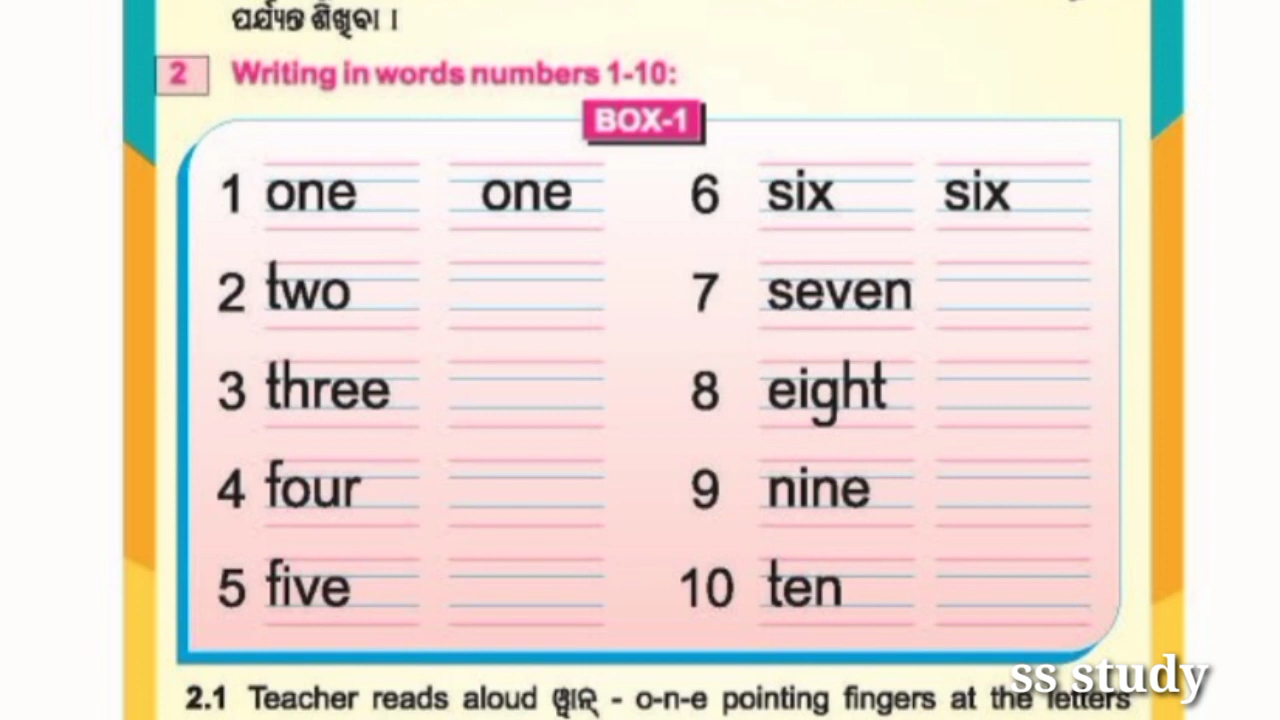 ପର୍ଯ୍ୟନ୍ତ ଶିଖିବା ।
2 Writing in words numbers 1-10:
BOX-1
1 one one 6 six six
2 two 7 seven
3 three 8 eight
4 four 9 nine
5 five 10 ten
2.1 Teacher reads aloud ୱାନ୍ - o-n-e pointing fingers at the letters
ss study